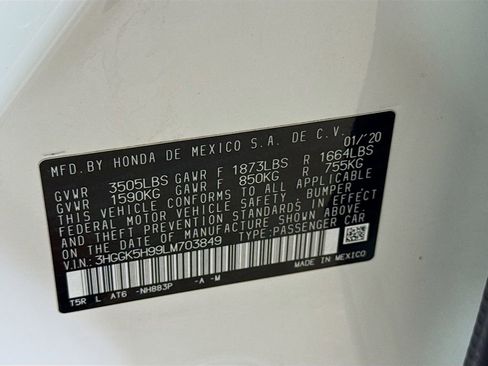 MFD. BY HONDA DE MEXICO S.A. DE C.V. 01/'20
GVWR 3505LBS GAWR F 1873LBS R 1664LBS
GVWR 1590KG GAWR F 850KG R 755KG
THIS VEHICLE CONFORMS TO ALL APPLICABLE
FEDERAL MOTOR VEHICLE SAFETY, BUMPER, AND
THEFT PREVENTION STANDARDS IN EFFECT
ON THE DATE OF MANUFACTURE SHOWN ABOVE.
V.I.N.: 3HGGK5H99LM703849 TYPE:PASSENGER CAR
T5R L AT6 -NH883P -A -M MADE IN MEXICO